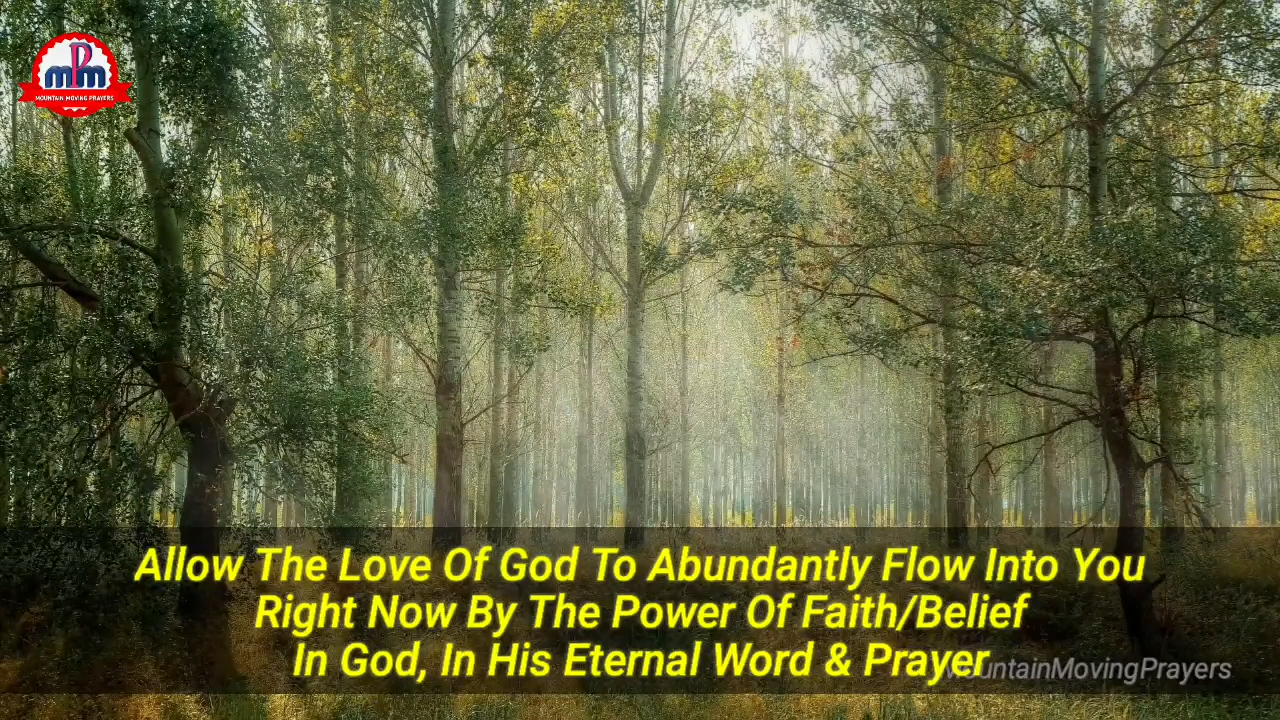 mPm
MOUNTAIN MOVING PRAYERS
Allow The Love Of God To Abundantly Flow Into You
Right Now By The Power Of Faith/Belief
In God, In His Eternal Word & Prayer
MountainMovingPrayers